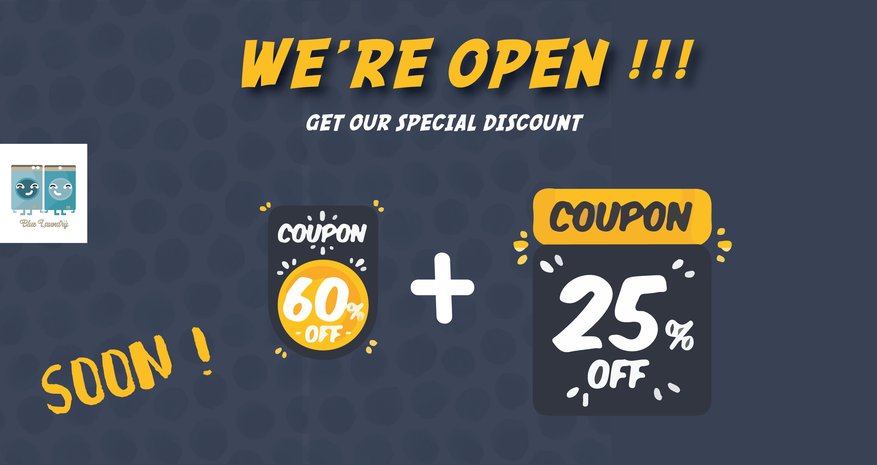 WE'RE OPEN !!!
GET OUR SPECIAL DISCOUNT
Blue Laundry
COUPON
60%
- OFF -
+
COUPON
25%
OFF
SOON !